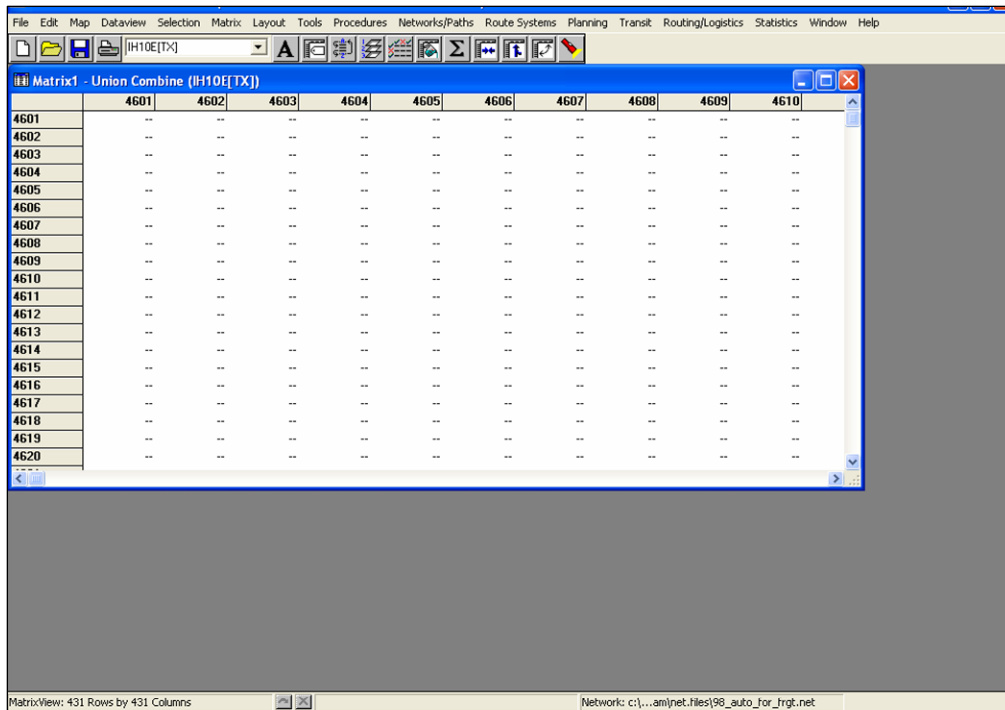 File Edit Map Dataview Selection Matrix Layout Tools Procedures Networks/Paths Route Systems Planning Transit Routing/Logistics Statistics Window Help
IH10E[TX]
Matrix1 - Union Combine (IH10E[TX])
4601 4602 4603 4604 4605 4606 4607 4608 4609 4610
4601 -- -- -- -- -- -- -- -- -- --
4602 -- -- -- -- -- -- -- -- -- --
4603 -- -- -- -- -- -- -- -- -- --
4604 -- -- -- -- -- -- -- -- -- --
4605 -- -- -- -- -- -- -- -- -- --
4606 -- -- -- -- -- -- -- -- -- --
4607 -- -- -- -- -- -- -- -- -- --
4608 -- -- -- -- -- -- -- -- -- --
4609 -- -- -- -- -- -- -- -- -- --
4610 -- -- -- -- -- -- -- -- -- --
4611 -- -- -- -- -- -- -- -- -- --
4612 -- -- -- -- -- -- -- -- -- --
4613 -- -- -- -- -- -- -- -- -- --
4614 -- -- -- -- -- -- -- -- -- --
4615 -- -- -- -- -- -- -- -- -- --
4616 -- -- -- -- -- -- -- -- -- --
4617 -- -- -- -- -- -- -- -- -- --
4618 -- -- -- -- -- -- -- -- -- --
4619 -- -- -- -- -- -- -- -- -- --
4620 -- -- -- -- -- -- -- -- -- --
MatrixView: 431 Rows by 431 Columns Network: c:\...am\net.files\98_auto_for_frgt.net